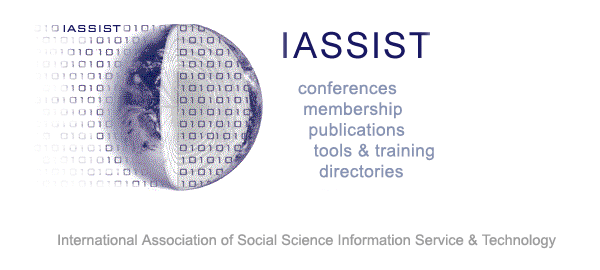 IASSIST
IASSIST
conferences
membership
publications
tools & training
directories
International Association of Social Science Information Service & Technology